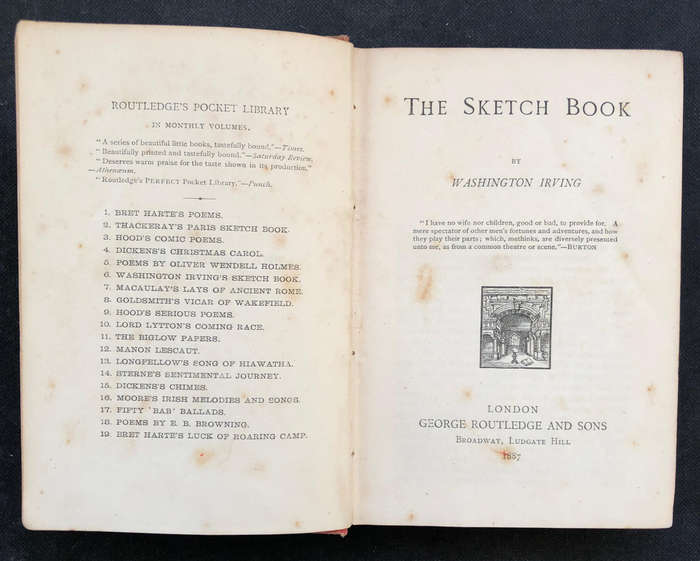 ROUTLEDGE'S POCKET LIBRARY
IN MONTHLY VOLUMES.
"A series of beautiful little books, tastefully bound."—Times.
"Beautifully printed and tastefully bound."—Saturday Review.
"Deserves warm praise for the taste shown in its production."
—Athenæum.
"Routledge's PERFECT Pocket Library."—Punch.
1. BRET HARTE'S POEMS.
2. THACKERAY'S PARIS SKETCH BOOK.
3. HOOD'S COMIC POEMS.
4. DICKENS'S CHRISTMAS CAROL.
5. POEMS BY OLIVER WENDELL HOLMES.
6. WASHINGTON IRVING'S SKETCH BOOK.
7. MACAULAY'S LAYS OF ANCIENT ROME.
8. GOLDSMITH'S VICAR OF WAKEFIELD.
9. HOOD'S SERIOUS POEMS.
10. LORD LYTTON'S COMING RACE.
11. THE BIGLOW PAPERS.
12. MANON LESCAUT.
13. LONGFELLOW'S SONG OF HIAWATHA.
14. STERNE'S SENTIMENTAL JOURNEY.
15. DICKENS'S CHIMES.
16. MOORE'S IRISH MELODIES AND SONGS.
17. FIFTY 'BAB' BALLADS.
18. POEMS BY E. B. BROWNING.
19. BRET HARTE'S LUCK OF ROARING CAMP.
THE SKETCH BOOK
BY
WASHINGTON IRVING
"I have no wife nor children, good or bad, to provide for. A
mere spectator of other men's fortunes and adventures, and how
they play their parts; which, methinks, are diversely presented
unto me, as from a common theatre or scene."—BURTON
LONDON
GEORGE ROUTLEDGE AND SONS
BROADWAY, LUDGATE HILL
1887